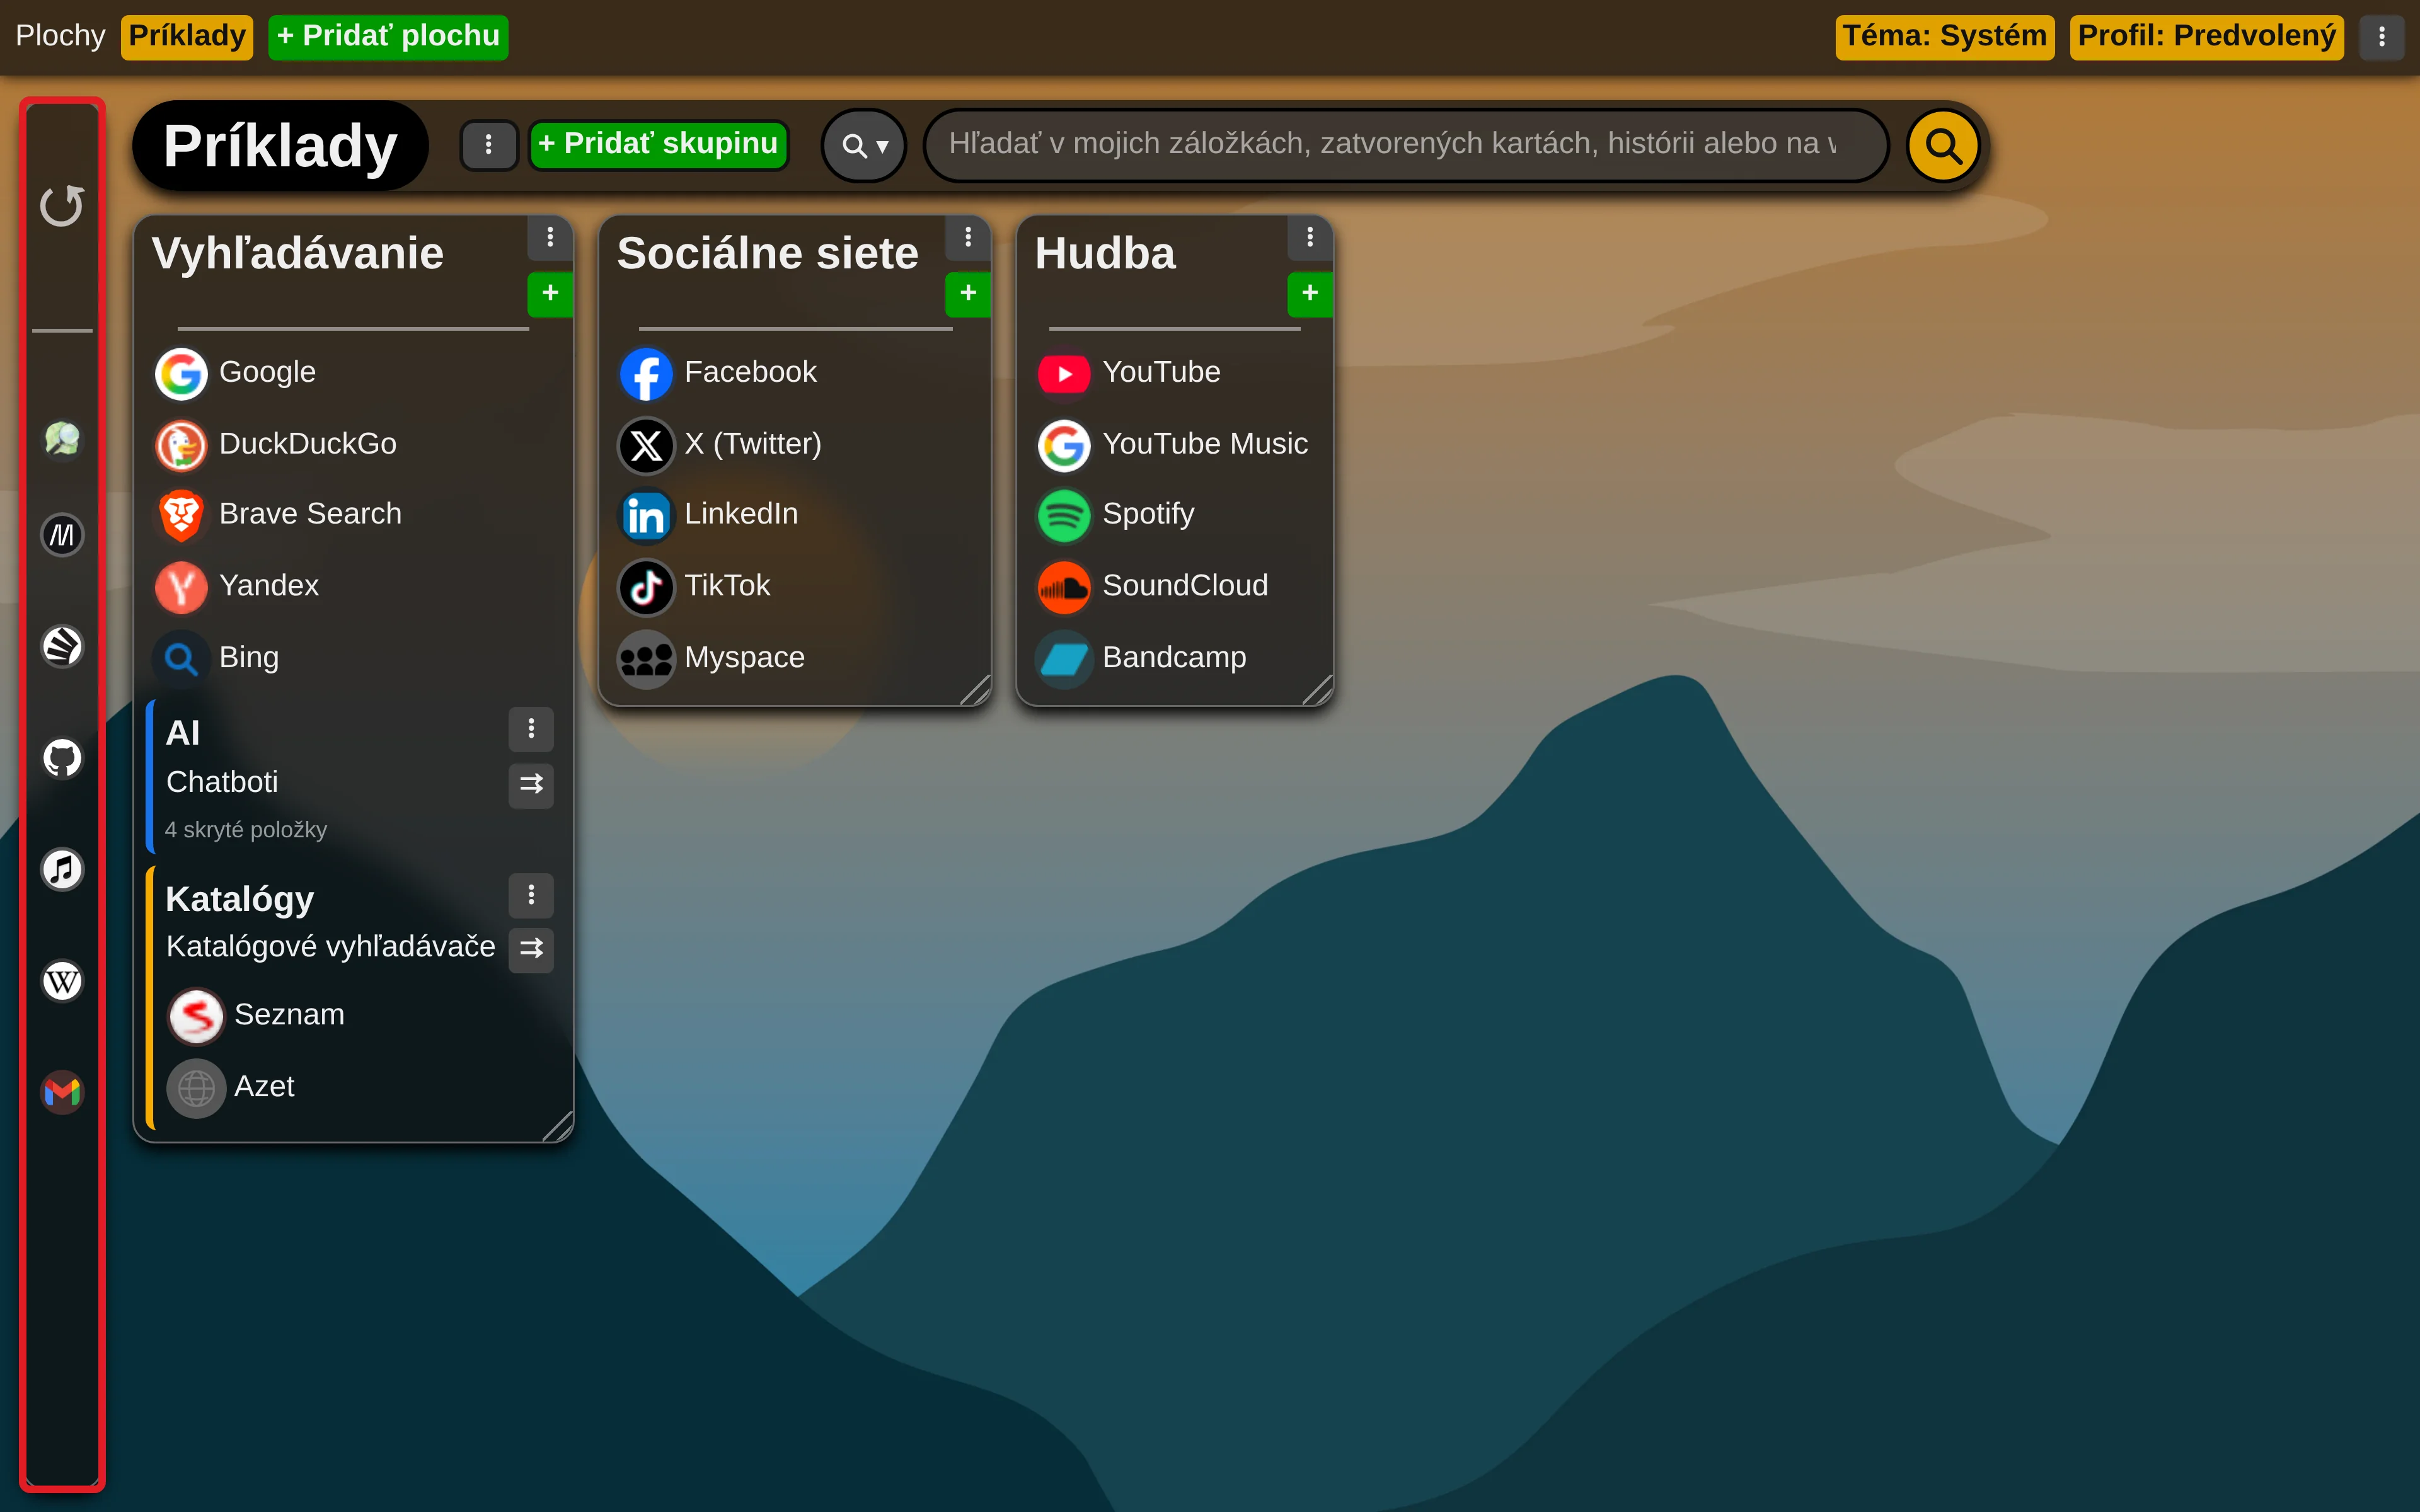 Plochy Príklady + Pridať plochu Téma: Systém Profil: Predvolený
Príklady + Pridať skupinu Hľadať v mojich záložkách, zatvorených kartách, histórii alebo na
Vyhľadávanie
Google
DuckDuckGo
Brave Search
Yandex
Bing
AI
Chatboti
4 skryté položky
Katalógy
Katalógové vyhľadávače
Seznam
Azet
Sociálne siete
Facebook
X (Twitter)
LinkedIn
TikTok
Myspace
Hudba
YouTube
YouTube Music
Spotify
SoundCloud
Bandcamp